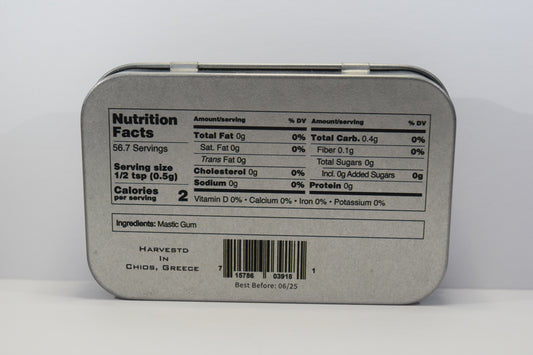 Nutrition
Facts
56.7 Servings
Serving size
1/2 tsp (0.5g)
Calories 2
per serving
Amount/serving % DV
Total Fat 0g 0%
Sat. Fat 0g 0%
Trans Fat 0g
Cholesterol 0g 0%
Sodium 0g 0%
Amount/serving % DV
Total Carb. 0.4g 0%
Fiber 0.1g 0%
Total Sugars 0g
Incl. 0g Added Sugars 0g
Protein 0g
Vitamin D 0% • Calcium 0% • Iron 0% • Potassium 0%
Ingredients: Mastic Gum
Harvestd
In
Chios, Greece
7 15786 03916 1
Best Before: 06/25